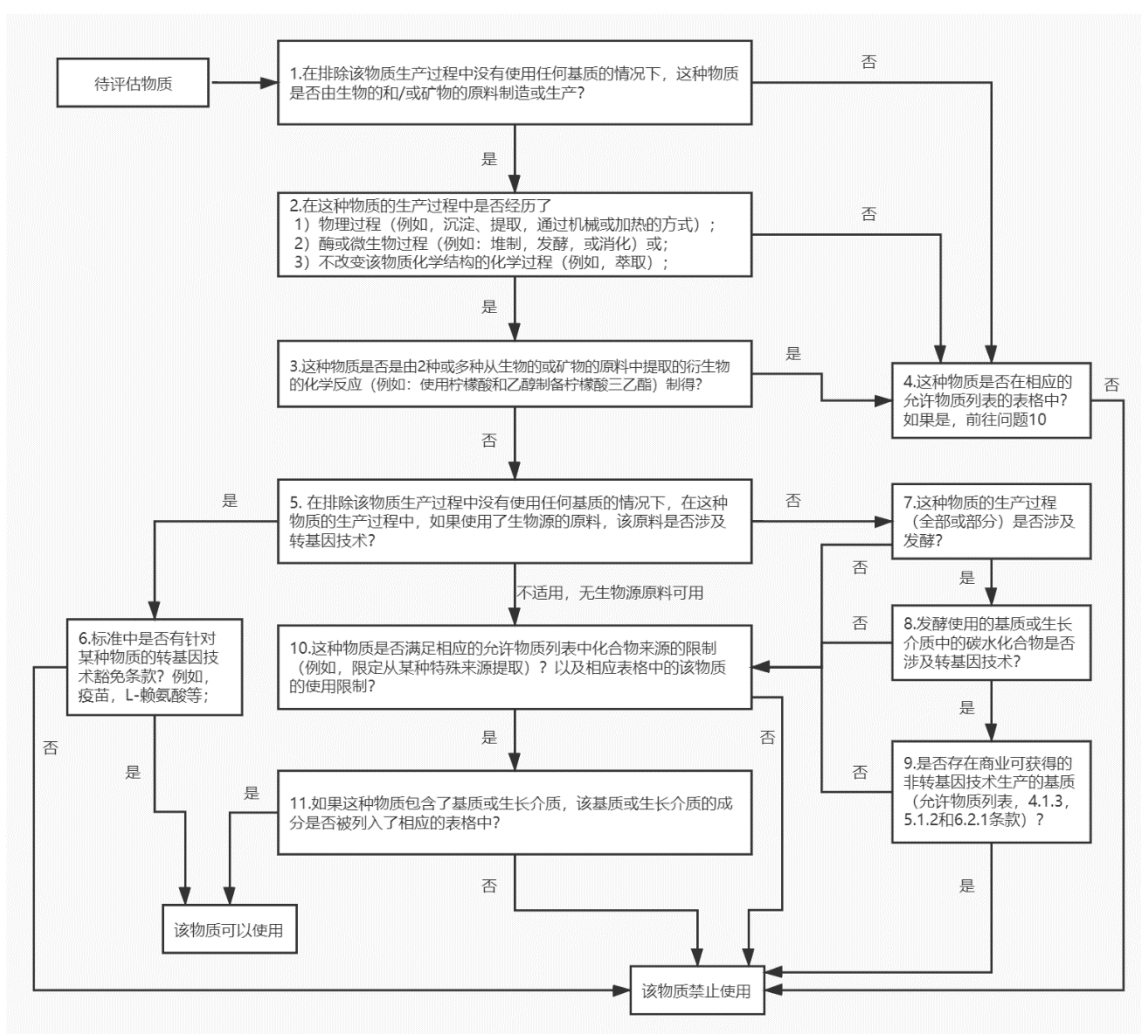 待评估物质
1.在排除该物质生产过程中没有使用任何基质的情况下，这种物质
是否由生物的和/或矿物的原料制造或生产？
否
是
2.在这种物质的生产过程中是否经历了
1）物理过程（例如，沉淀、提取，通过机械或加热的方式）；
2）酶或微生物过程（例如：堆制，发酵，或消化）或；
3）不改变该物质化学结构的化学过程（例如，萃取）；
否
是
3.这种物质是否是由2种或多种从生物的或矿物的原料中提取的衍生物
的化学反应（例如：使用柠檬酸和乙醇制备柠檬酸三乙酯）制得？
是
4.这种物质是否在相应的
允许物质列表的表格中？
如果是，前往问题10
否
否
是
5. 在排除该物质生产过程中没有使用任何基质的情况下，在这种
物质的生产过程中，如果使用了生物源的原料，该原料是否涉及
转基因技术？
否
7.这种物质的生产过程
（全部或部分）是否涉及
发酵？
否
是
不适用，无生物源原料可用
6.标准中是否有针对
某种物质的转基因技
术豁免条款？例如，
疫苗，L-赖氨酸等；
10.这种物质是否满足相应的允许物质列表中化合物来源的限制
（例如，限定从某种特殊来源提取）？以及相应表格中的该物质
的使用限制？
否
8.发酵使用的基质或生长
介质中的碳水化合物是否
涉及转基因技术？
是
否
是
是
否
11.如果这种物质包含了基质或生长介质，该基质或生长介质的成
分是否被列入了相应的表格中？
是
否
9.是否存在商业可获得的
非转基因技术生产的基质
（允许物质列表，4.1.3，
5.1.2和6.2.1条款）？
否
是
该物质可以使用
该物质禁止使用